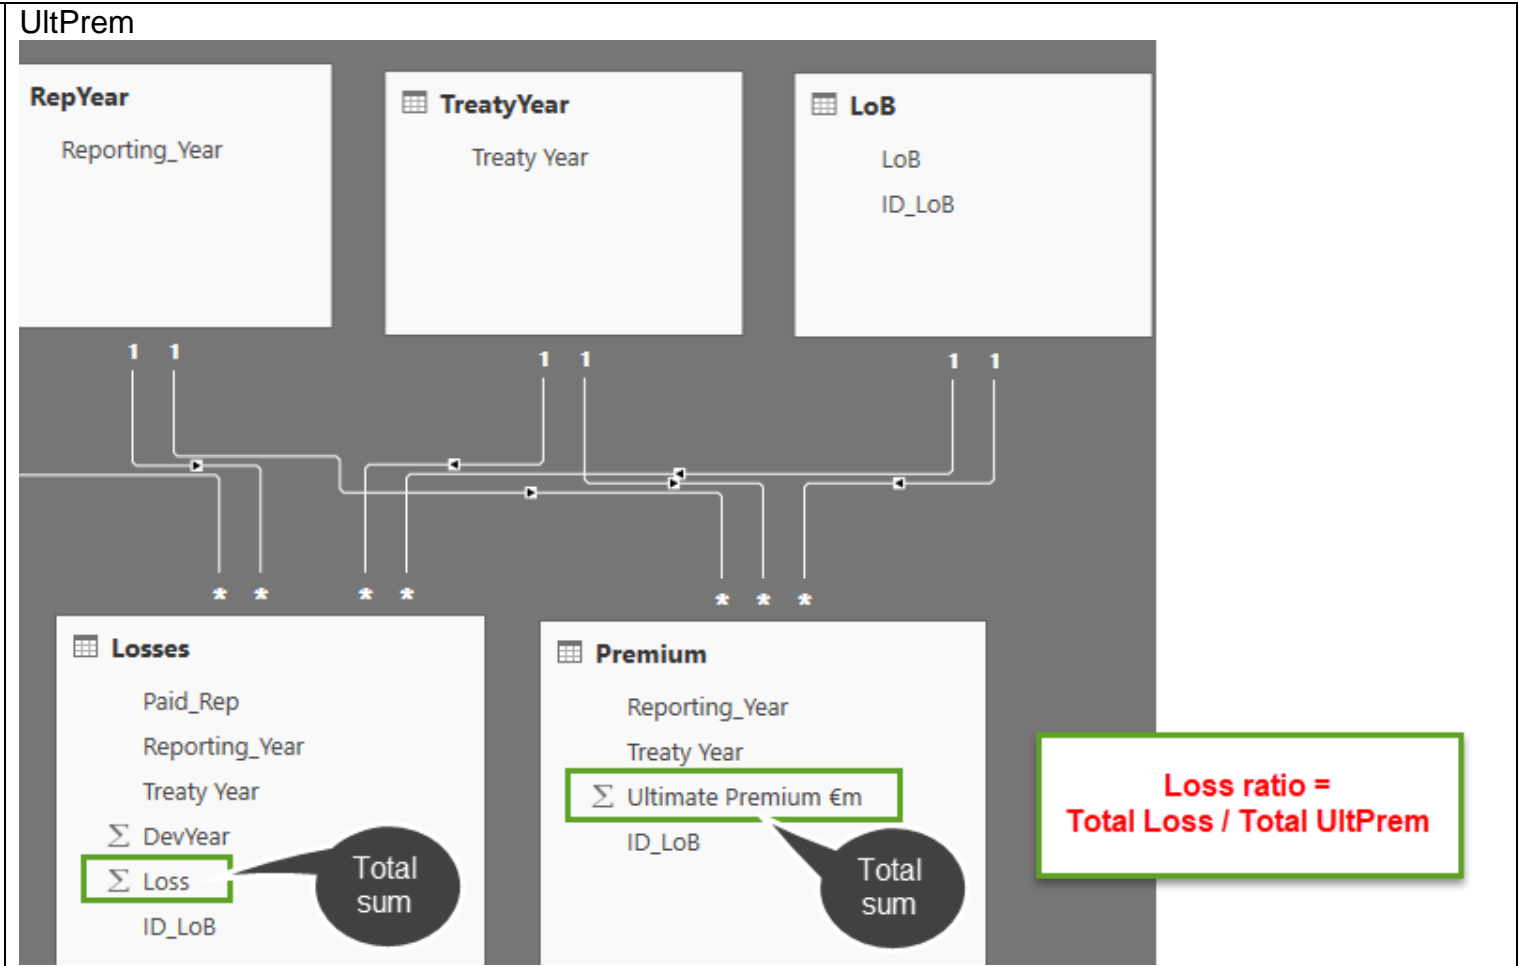 UltPrem
RepYear
Reporting_Year
TreatyYear
Treaty Year
LoB
LoB
ID_LoB
1 1
1 1
1 1
* * * *
* * *
Losses
Paid_Rep
Reporting_Year
Treaty Year
∑ DevYear
∑ Loss
ID_LoB
Total
sum
Premium
Reporting_Year
Treaty Year
∑ Ultimate Premium €m
ID_LoB
Total
sum
Loss ratio =
Total Loss / Total UltPrem